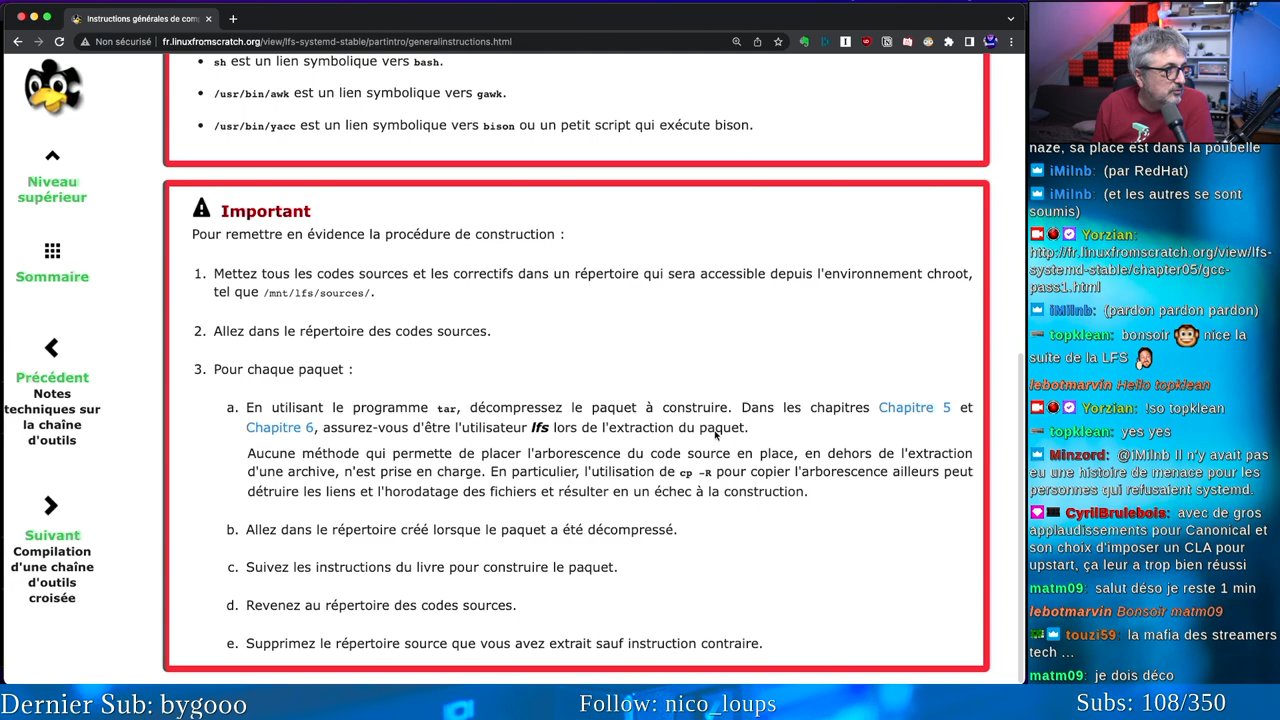 Instructions générales de com
Non sécurisé
fr.linuxfromscratch.org/view/lfs-systemd-stable/partintro/generalinstructions.html
Niveau
supérieur
Sommaire
Précédent
Notes
techniques sur
la chaîne
d'outils
Suivant
Compilation
d'une chaîne
d'outils
croisée
• sh est un lien symbolique vers bash.
• /usr/bin/awk est un lien symbolique vers gawk.
• /usr/bin/yacc est un lien symbolique vers bison ou un petit script qui exécute bison.
Important
Pour remettre en évidence la procédure de construction :
1. Mettez tous les codes sources et les correctifs dans un répertoire qui sera accessible depuis l'environnement chroot,
tel que /mnt/lfs/sources/.
2. Allez dans le répertoire des codes sources.
3. Pour chaque paquet :
a. En utilisant le programme tar, décompressez le paquet à construire. Dans les chapitres Chapitre 5 et
Chapitre 6, assurez-vous d'être l'utilisateur lfs lors de l'extraction du paquet.
Aucune méthode qui permette de placer l'arborescence du code source en place, en dehors de l'extraction
d'une archive, n'est prise en charge. En particulier, l'utilisation de cp -R pour copier l'arborescence ailleurs peut
détruire les liens et l'horodatage des fichiers et résulter en un échec à la construction.
b. Allez dans le répertoire créé lorsque le paquet a été décompressé.
c. Suivez les instructions du livre pour construire le paquet.
d. Revenez au répertoire des codes sources.
e. Supprimez le répertoire source que vous avez extrait sauf instruction contraire.
naze, sa place est dans la poubelle
iMilnb: (par RedHat)
iMilnb: (et les autres se sont
soumis)
Yorzian:
http://fr.linuxfromscratch.org/view/lfs-
systemd-stable/chapter05/gcc-
pass1.html
iMilnb: (pardon pardon pardon)
topklean: bonsoir nice la
suite de la LFS
lebotmarvin Hello topklean
Yorzian: !so topklean
topklean: yes yes
Minzord: @iMilnb Il n'y avait pas
eu une histoire de menace pour les
personnes qui refusaient systemd.
CyrilBrulebois: avec de gros
applaudissements pour Canonical et
son choix d'imposer un CLA pour
upstart, ça leur a trop bien réussi
matm09: salut déso je reste 1 min
lebotmarvin Bonsoir matm09
touzi59: la mafia des streamers
tech ...
matm09: je dois déco
Dernier Sub: bygooo
Follow: nico_loups
Subs: 108/350